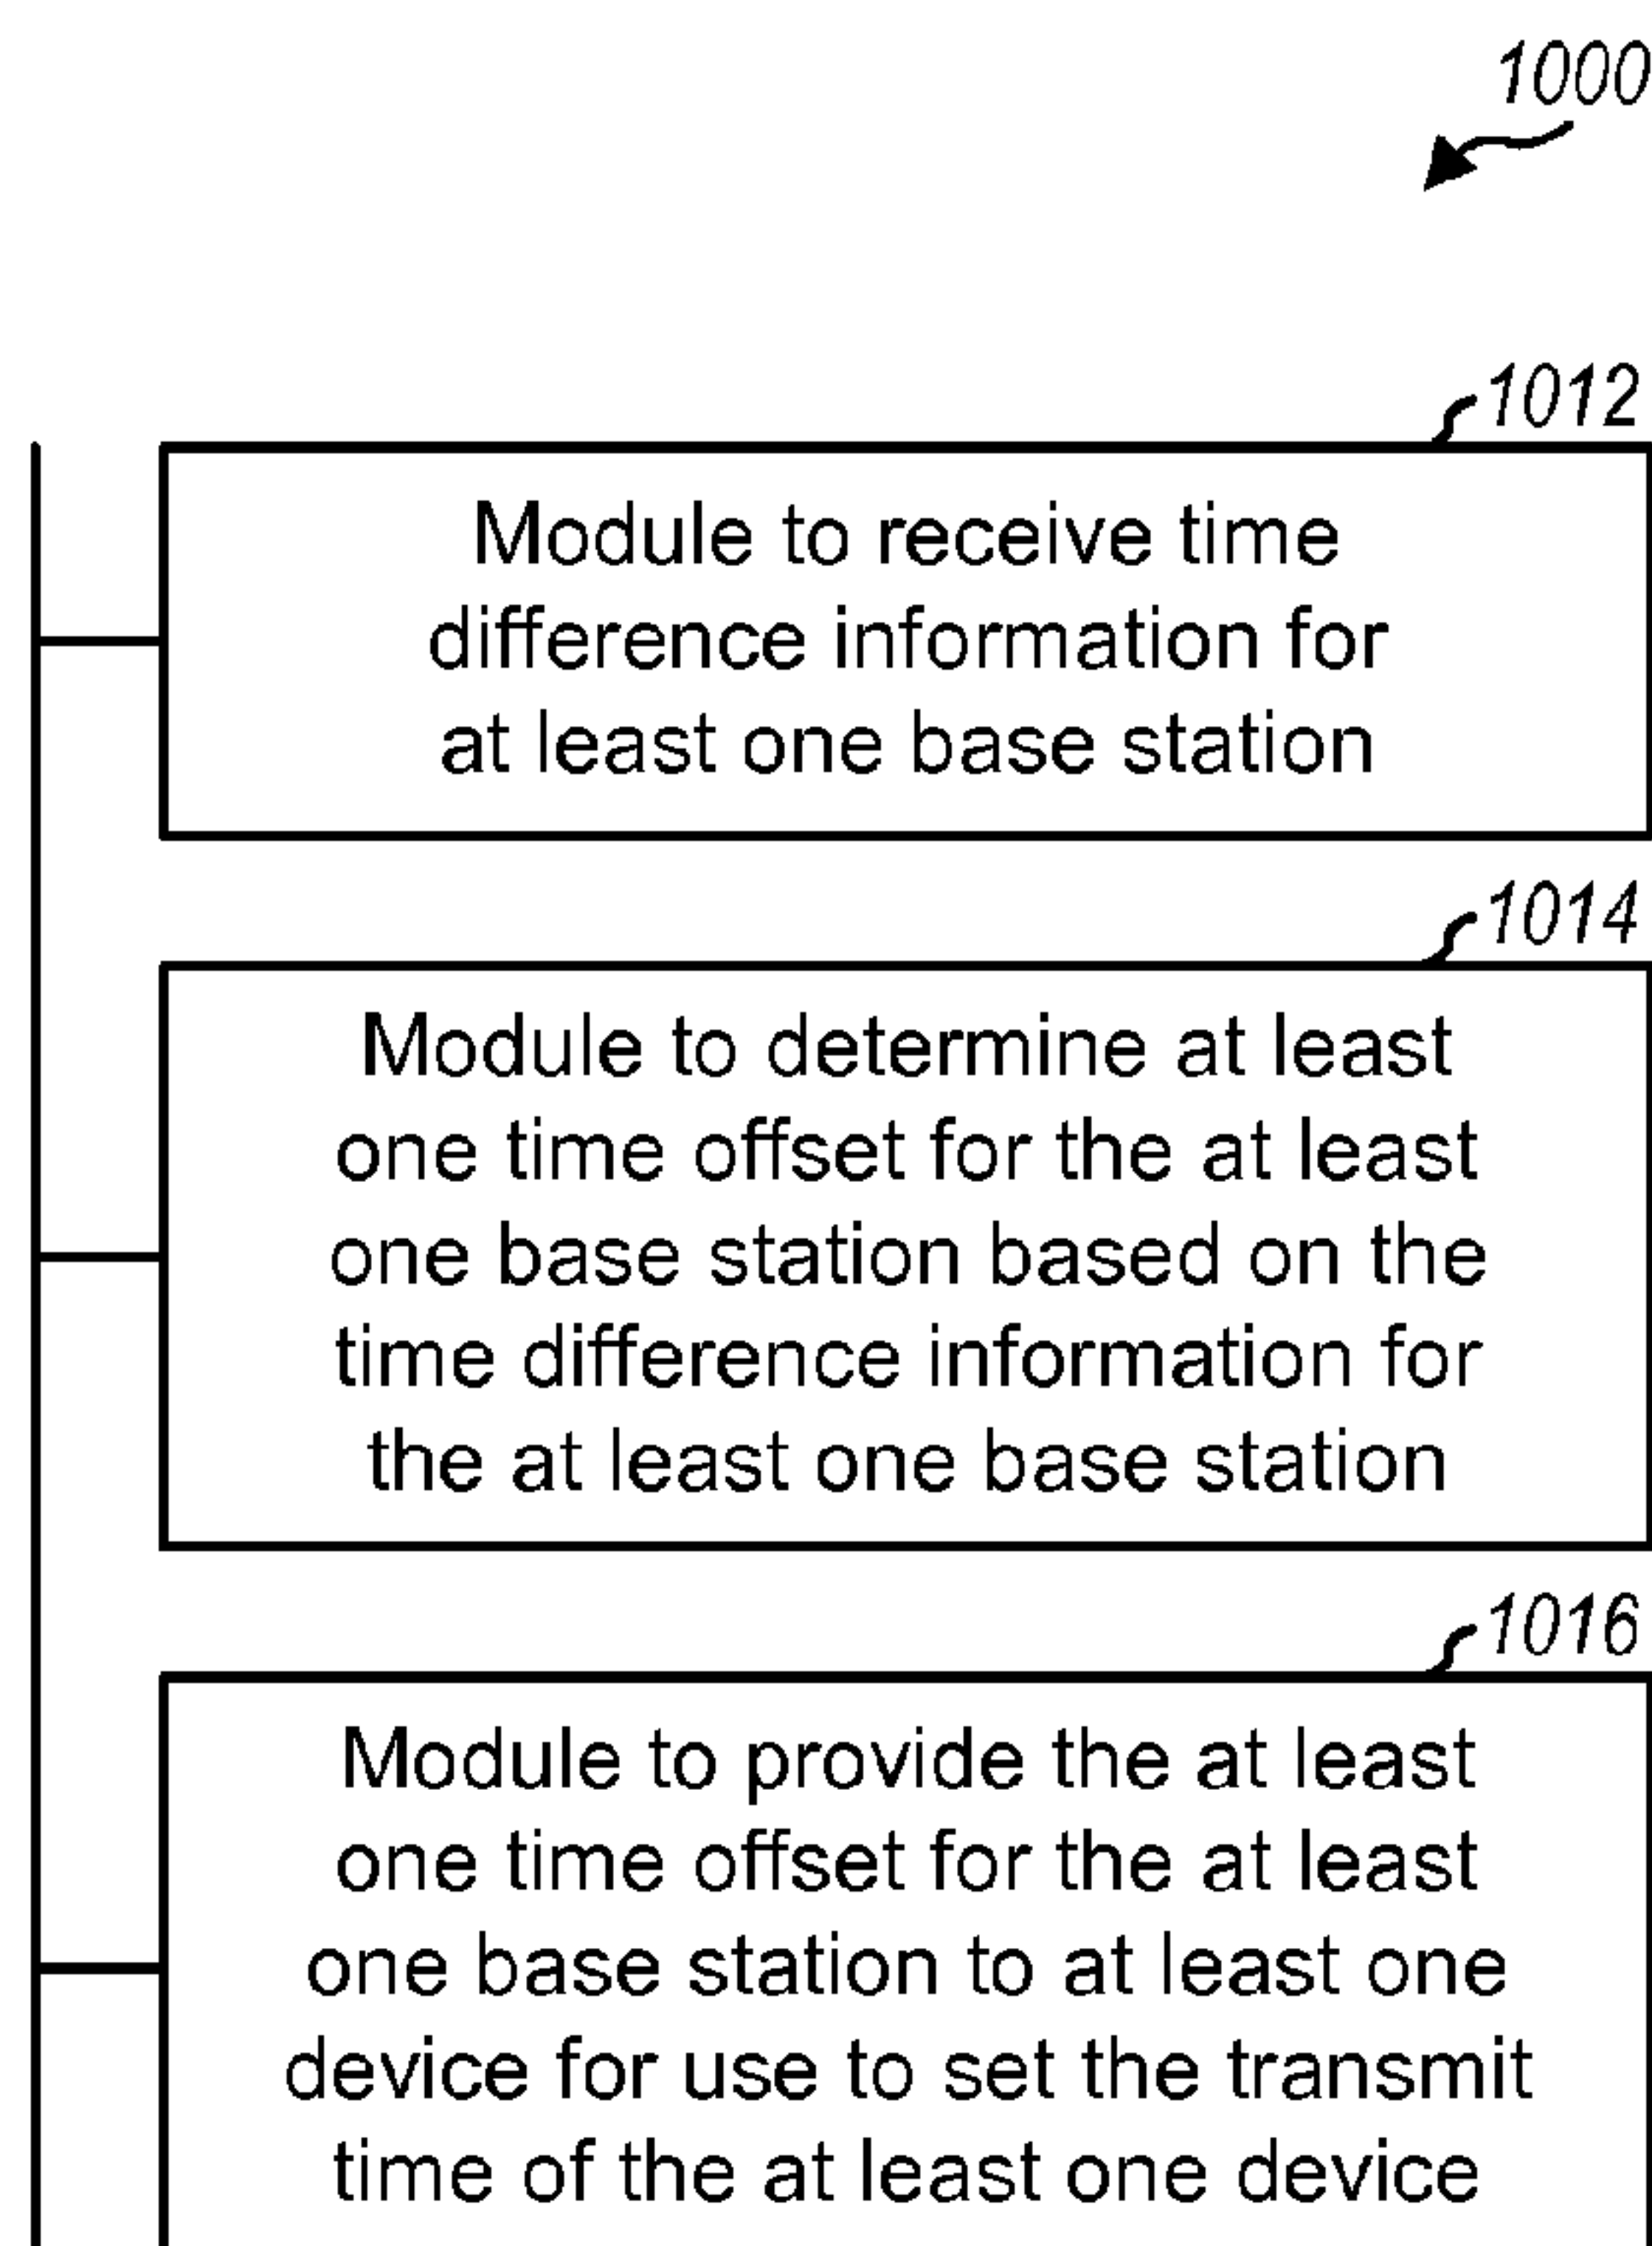 1000
1012
Module to receive time
difference information for
at least one base station
1014
Module to determine at least
one time offset for the at least
one base station based on the
time difference information for
the at least one base station
1016
Module to provide the at least
one time offset for the at least
one base station to at least one
device for use to set the transmit
time of the at least one device